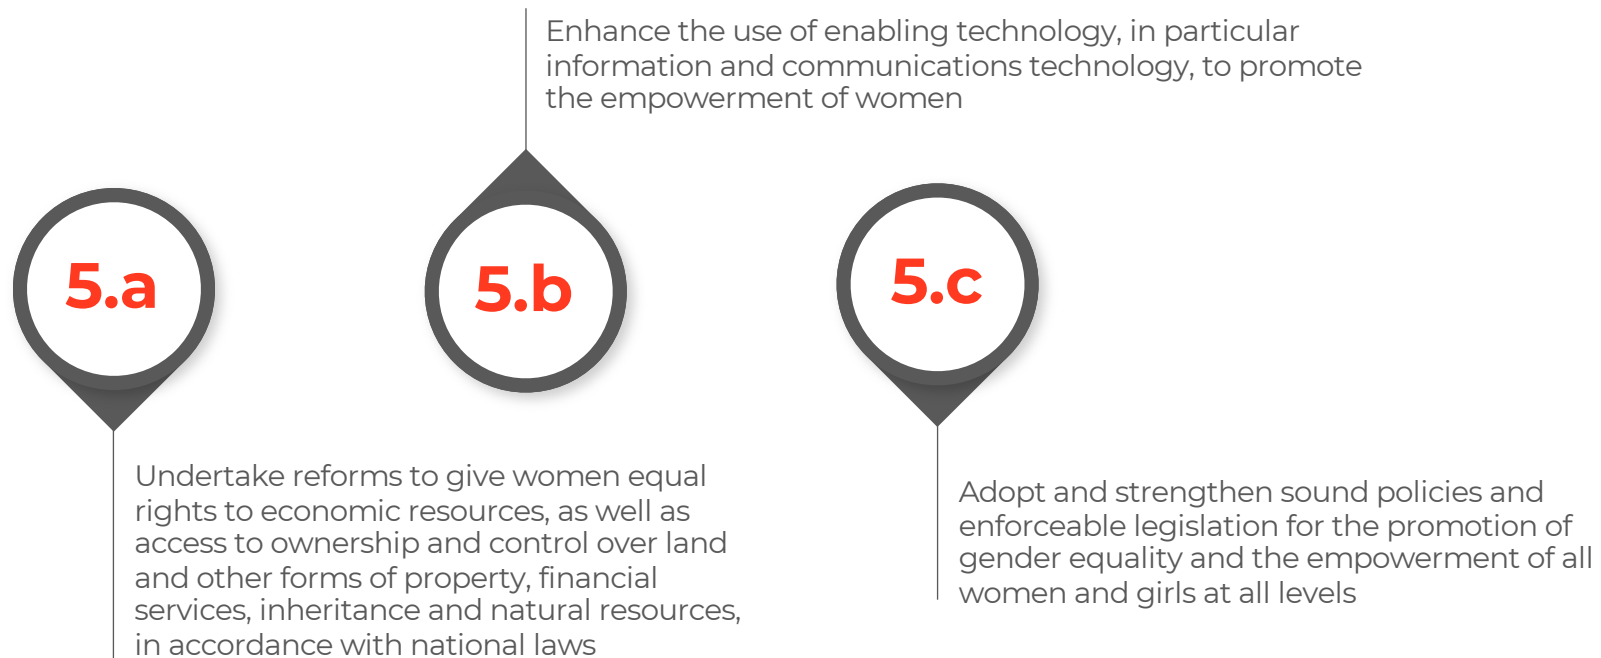 Enhance the use of enabling technology, in particular
information and communications technology, to promote
the empowerment of women
5.a
5.b
5.c
Undertake reforms to give women equal
rights to economic resources, as well as
access to ownership and control over land
and other forms of property, financial
services, inheritance and natural resources,
in accordance with national laws
Adopt and strengthen sound policies and
enforceable legislation for the promotion of
gender equality and the empowerment of all
women and girls at all levels